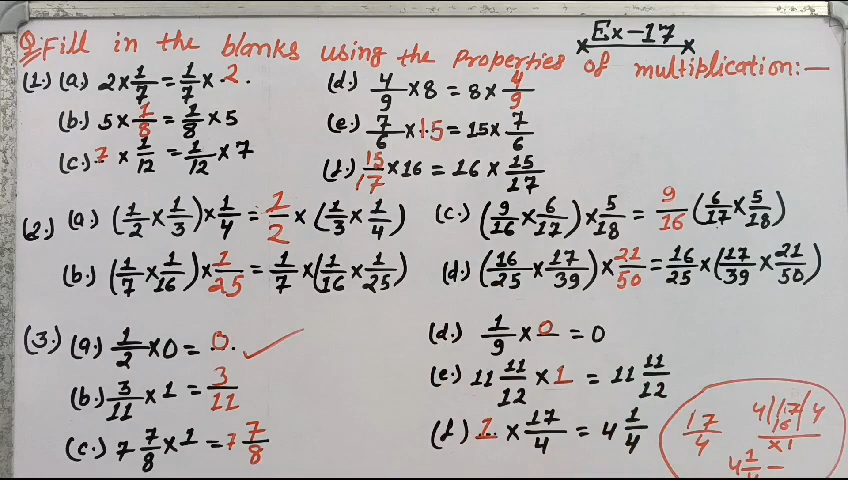 Ex-17
Q. Fill in the blanks using the properties of multiplication:—
(1.) (a.) 2 × 1/7 = 1/7 × 2.
(b.) 5 × 1/8 = 1/8 × 5
(c.) 7 × 1/12 = 1/12 × 7
(d.) 4/9 × 8 = 8 × 4/9
(e.) 7/6 × 15 = 15 × 7/6
(f.) 15/17 × 16 = 16 × 15/17
(2.) (a.) (1/2 × 1/3) × 1/4 = 1/2 × (1/3 × 1/4)
(b.) (1/7 × 1/16) × 1/25 = 1/7 × (1/16 × 1/25)
(c.) (9/16 × 6/17) × 5/18 = 9/16 (6/17 × 5/18)
(d.) (16/25 × 17/39) × 21/50 = 16/25 × (17/39 × 21/50)
(3.) (a.) 1/2 × 0 = 0.
(b.) 3/11 × 1 = 3/11
(c.) 7 7/8 × 1 = 7 7/8
(d.) 1/9 × 0 = 0
(e.) 11 11/12 × 1 = 11 11/12
(f.) 1 × 17/4 = 4 1/4
17/4 4)17(4
16
×1